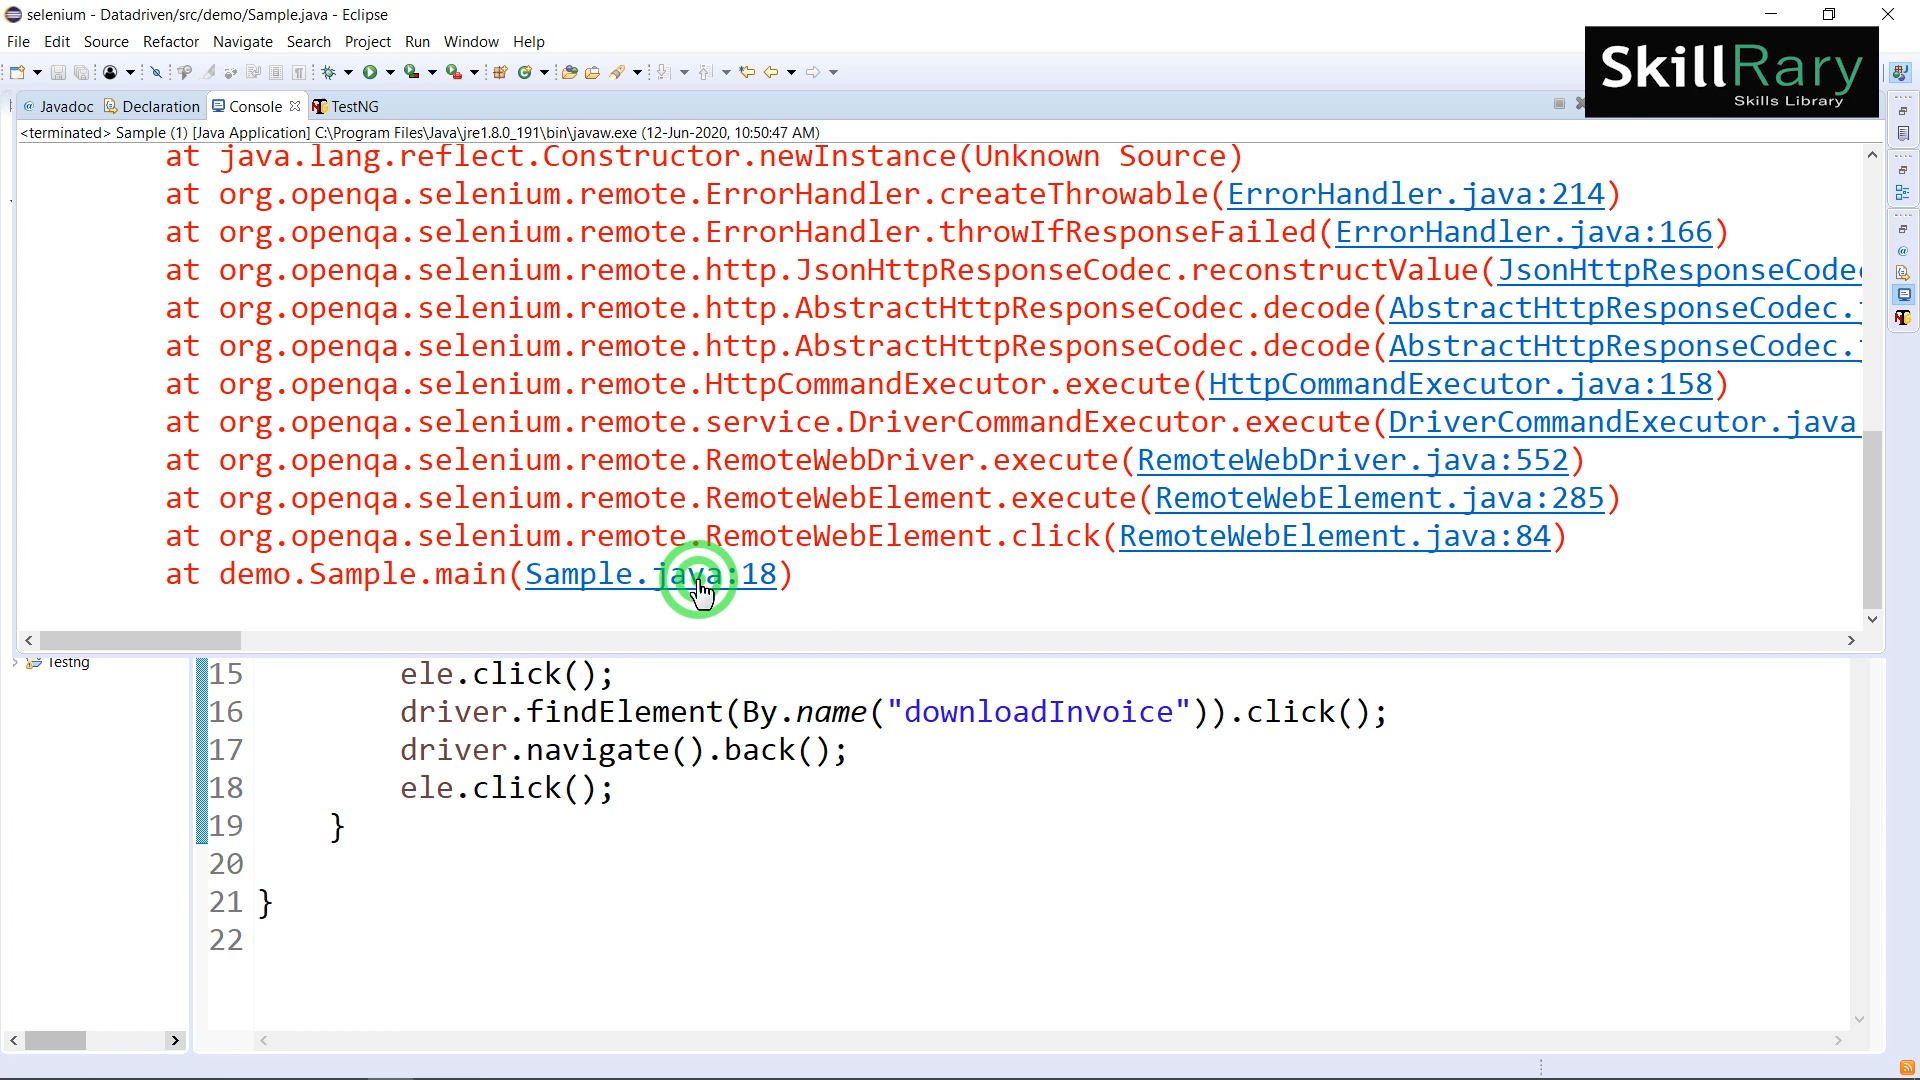 selenium - Datadriven/src/demo/Sample.java - Eclipse
File Edit Source Refactor Navigate Search Project Run Window Help
SkillRary
Skills Library
@ Javadoc Declaration Console TestNG
<terminated> Sample (1) [Java Application] C:\Program Files\Java\jre1.8.0_191\bin\javaw.exe (12-Jun-2020, 10:50:47 AM)
at java.lang.reflect.Constructor.newInstance(Unknown Source)
at org.openqa.selenium.remote.ErrorHandler.createThrowable(ErrorHandler.java:214)
at org.openqa.selenium.remote.ErrorHandler.throwIfResponseFailed(ErrorHandler.java:166)
at org.openqa.selenium.remote.http.JsonHttpResponseCodec.reconstructValue(JsonHttpResponseCodec
at org.openqa.selenium.remote.http.AbstractHttpResponseCodec.decode(AbstractHttpResponseCodec.
at org.openqa.selenium.remote.http.AbstractHttpResponseCodec.decode(AbstractHttpResponseCodec.
at org.openqa.selenium.remote.HttpCommandExecutor.execute(HttpCommandExecutor.java:158)
at org.openqa.selenium.remote.service.DriverCommandExecutor.execute(DriverCommandExecutor.java
at org.openqa.selenium.remote.RemoteWebDriver.execute(RemoteWebDriver.java:552)
at org.openqa.selenium.remote.RemoteWebElement.execute(RemoteWebElement.java:285)
at org.openqa.selenium.remote.RemoteWebElement.click(RemoteWebElement.java:84)
at demo.Sample.main(Sample.java:18)
Testng
15 ele.click();
16 driver.findElement(By.name("downloadInvoice")).click();
17 driver.navigate().back();
18 ele.click();
19 }
20
21 }
22